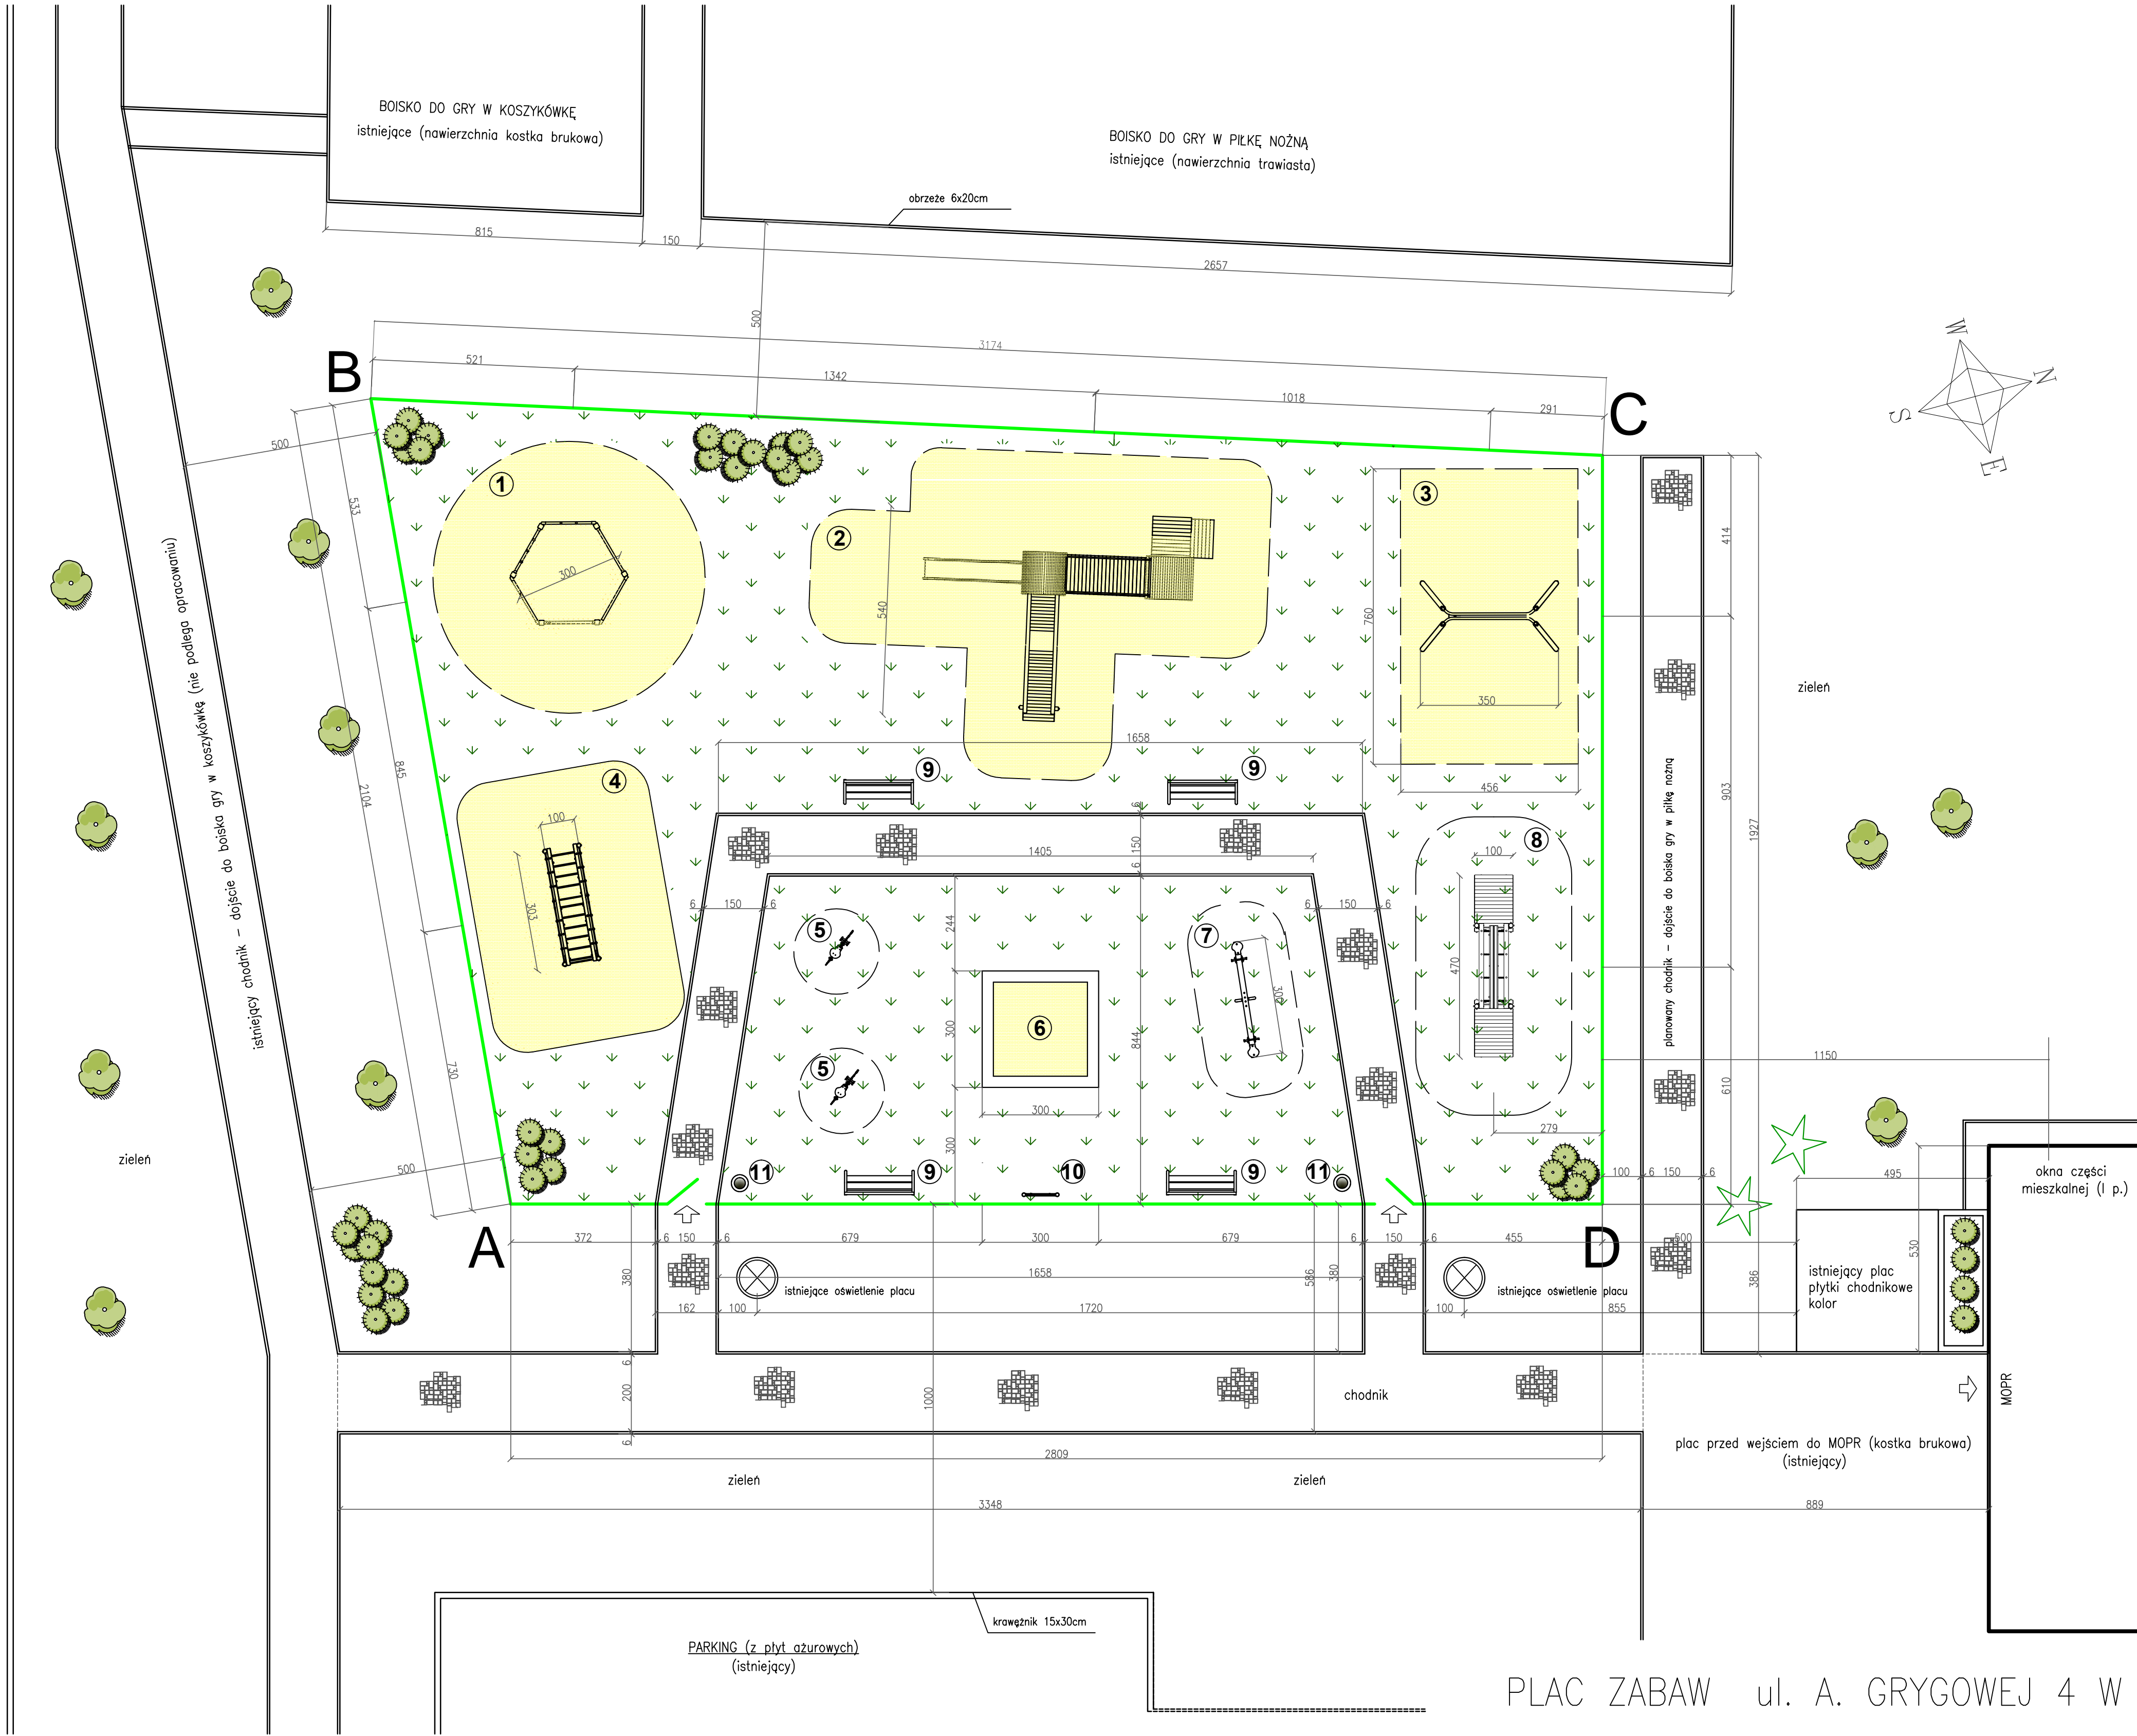 BOISKO DO GRY W KOSZYKÓWKĘ
istniejące (nawierzchnia kostka brukowa)
BOISKO DO GRY W PIŁKĘ NOŻNĄ
istniejące (nawierzchnia trawiasta)
obrzeże 6x20cm
815
150
2657
500
3174
521
1342
1018
291
W
N
S
E
B
C
500
533
845
2104
730
500
istniejący chodnik – dojście do boiska gry w koszykówkę (nie podlega opracowaniu)
1
300
2
540
3
760
350
456
4
100
303
1658
9
9
6
150
6
1405
6
150
6
6
150
6
5
5
244
300
300
844
6
300
7
305
8
100
470
279
11
9
10
9
11
414
903
1927
610
386
planowany chodnik – dojście do boiska gry w piłkę nożną
zieleń
1150
zieleń
100
6
150
6
495
okna części
mieszkalnej (I p.)
A
D
372
6
150
6
679
300
679
6
150
6
455
500
380
1658
586
380
istniejące oświetlenie placu
istniejące oświetlenie placu
162
100
1720
100
855
530
istniejący plac
płytki chodnikowe
kolor
6
200
6
1000
chodnik
MOPR
plac przed wejściem do MOPR (kostka brukowa)
(istniejący)
2809
zieleń
zieleń
3348
889
krawężnik 15x30cm
PARKING (z płyt ażurowych)
(istniejący)
PLAC ZABAW ul. A. GRYGOWEJ 4 W